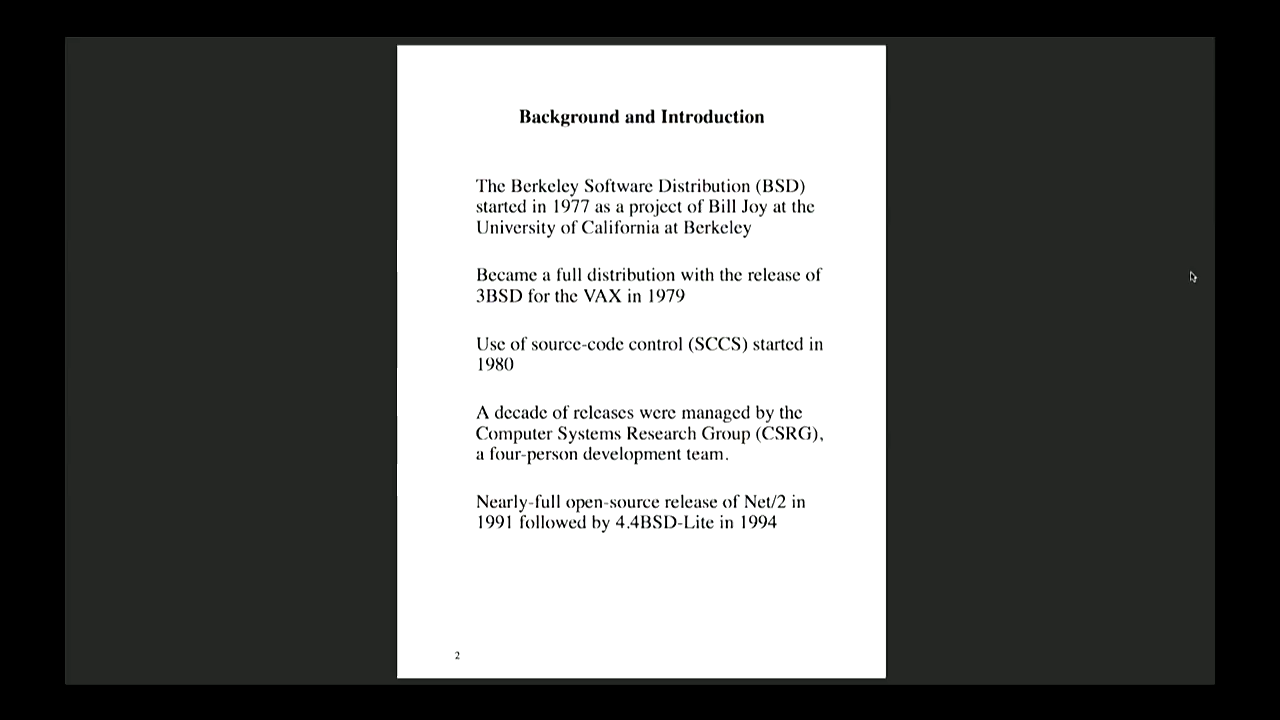 Background and Introduction
The Berkeley Software Distribution (BSD)
started in 1977 as a project of Bill Joy at the
University of California at Berkeley
Became a full distribution with the release of
3BSD for the VAX in 1979
Use of source-code control (SCCS) started in
1980
A decade of releases were managed by the
Computer Systems Research Group (CSRG),
a four-person development team.
Nearly-full open-source release of Net/2 in
1991 followed by 4.4BSD-Lite in 1994
2